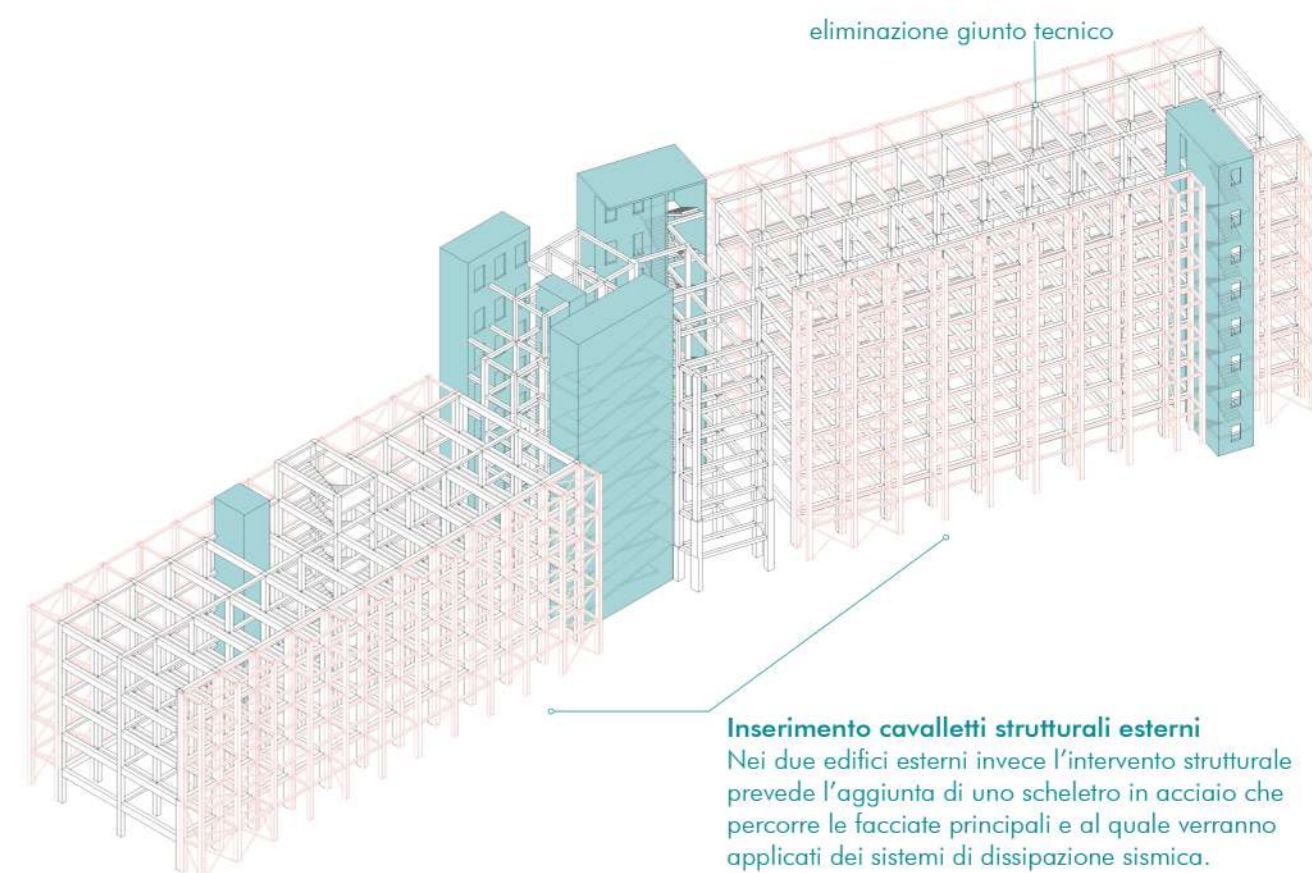 eliminazione giunto tecnico
Inserimento cavalletti strutturali esterni
Nei due edifici esterni invece l'intervento strutturale
prevede l'aggiunta di uno scheletro in acciaio che
percorre le facciate principali e al quale verranno
applicati dei sistemi di dissipazione sismica.